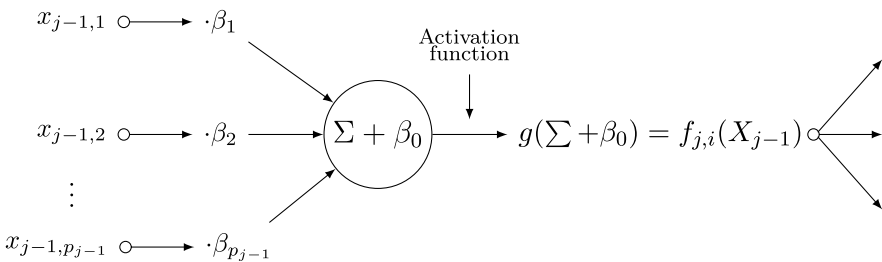 x_{j−1,1} ·β_1
Activation
function
x_{j−1,2} ·β_2 Σ + β_0 g(∑ +β_0) = f_{j,i}(X_{j−1})
⋮
x_{j−1,p_{j−1}} ·β_{p_{j−1}}